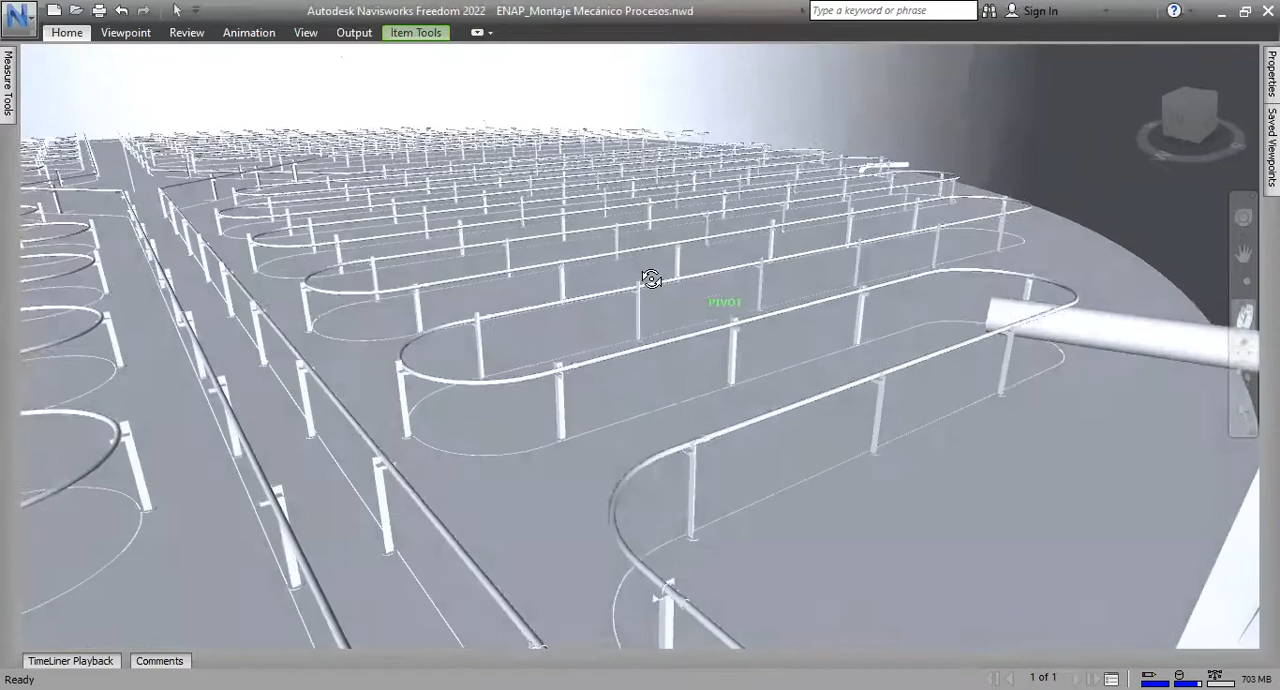 Autodesk Navisworks Freedom 2022 ENAP_Montaje Mecánico Procesos.nwd
Type a keyword or phrase
Sign In
Home Viewpoint Review Animation View Output Item Tools
Measure Tools
Properties
Saved Viewpoints
PIVOT
TimeLiner Playback Comments
Ready
1 of 1
703 MB